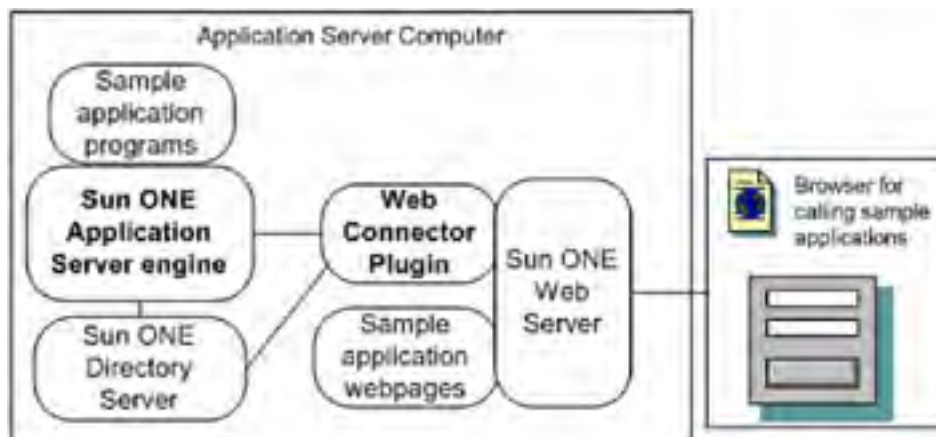 Application Server Computer
Sample
application
programs
Sun ONE
Application
Server engine
Sun ONE
Directory
Server
Web
Connector
Plugin
Sample
application
webpages
Sun ONE
Web
Server
Browser for
calling sample
applications